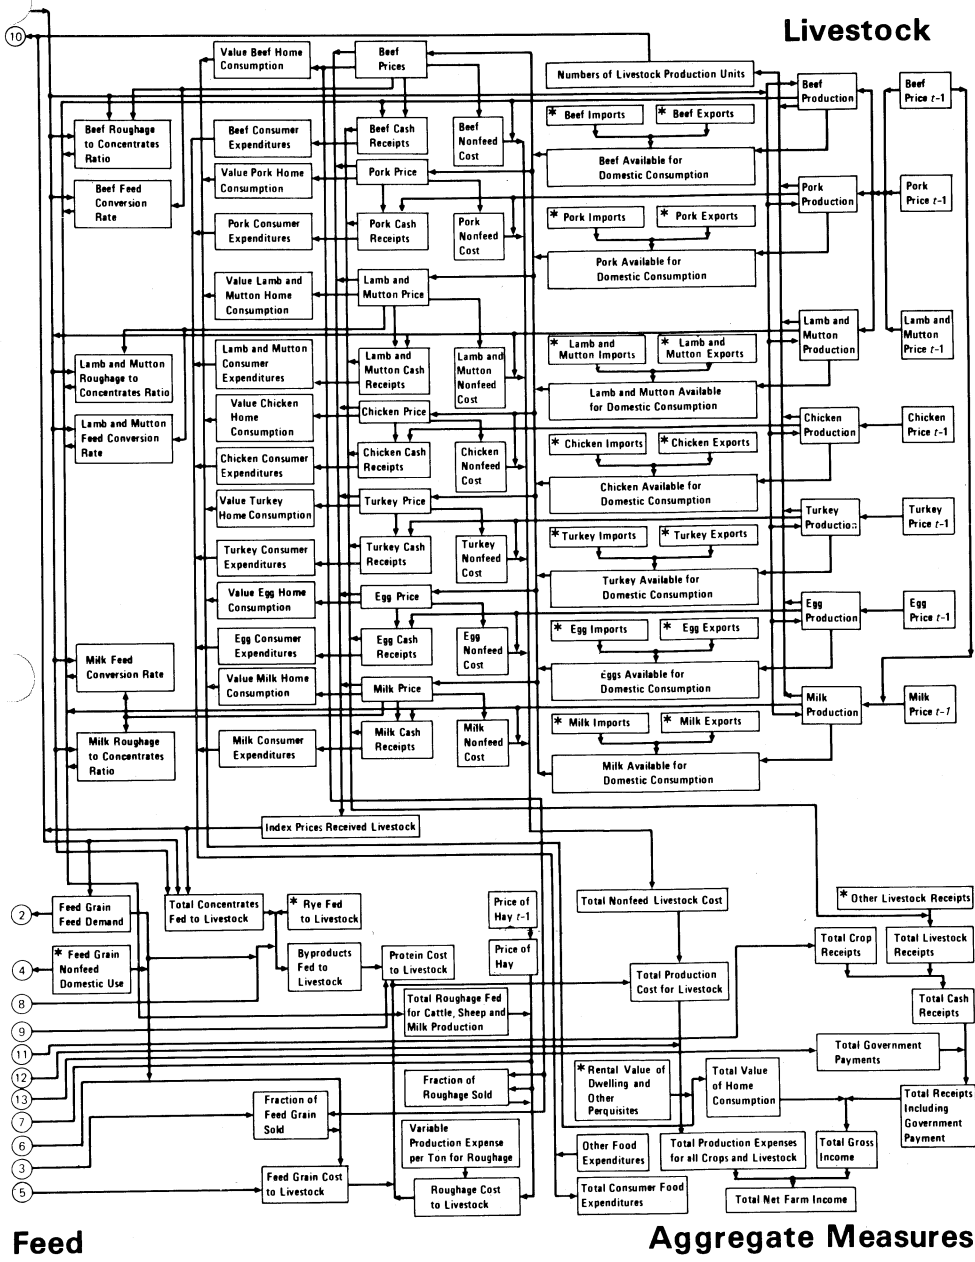 Livestock
10
Value Beef Home
Consumption
Beef
Prices
Numbers of Livestock Production Units
Beef
Production
Beef
Price t-1
* Beef Imports
* Beef Exports
Beef Roughage
to Concentrates
Ratio
Beef Consumer
Expenditures
Beef Cash
Receipts
Beef
Nonfeed
Cost
Beef Available for
Domestic Consumption
Beef Feed
Conversion
Rate
Value Pork Home
Consumption
Pork Price
Pork
Production
Pork
Price t-1
Pork Consumer
Expenditures
Pork Cash
Receipts
Pork
Nonfeed
Cost
* Pork Imports
* Pork Exports
Pork Available for
Domestic Consumption
Value Lamb and
Mutton Home
Consumption
Lamb and
Mutton Price
Lamb and
Mutton
Production
Lamb and
Mutton
Price t-1
Lamb and Mutton
Roughage to
Concentrates Ratio
Lamb and Mutton
Consumer
Expenditures
Lamb and
Mutton Cash
Receipts
Lamb and
Mutton
Nonfeed
Cost
* Lamb and
Mutton Imports
* Lamb and
Mutton Exports
Lamb and Mutton Available
for Domestic Consumption
Lamb and Mutton
Feed Conversion
Rate
Value Chicken
Home
Consumption
Chicken Price
Chicken
Production
Chicken
Price t-1
Chicken Consumer
Expenditures
Chicken Cash
Receipts
Chicken
Nonfeed
Cost
* Chicken Imports
* Chicken Exports
Chicken Available for
Domestic Consumption
Value Turkey
Home Consumption
Turkey Price
Turkey
Production
Turkey
Price t-1
Turkey Consumer
Expenditures
Turkey Cash
Receipts
Turkey
Nonfeed
Cost
* Turkey Imports
* Turkey Exports
Turkey Available for
Domestic Consumption
Value Egg Home
Consumption
Egg Price
Egg
Production
Egg
Price t-1
Egg Consumer
Expenditures
Egg Cash
Receipts
Egg
Nonfeed
Cost
* Egg Imports
* Egg Exports
Eggs Available for
Domestic Consumption
Milk Feed
Conversion Rate
Value Milk Home
Consumption
Milk Price
Milk
Production
Milk
Price t-1
Milk Roughage
to Concentrates
Ratio
Milk Consumer
Expenditures
Milk Cash
Receipts
Milk
Nonfeed
Cost
* Milk Imports
* Milk Exports
Milk Available for
Domestic Consumption
Index Prices Received Livestock
2
Feed Grain
Feed Demand
Total Concentrates
Fed to Livestock
* Rye Fed
to Livestock
Price of
Hay t-1
Total Nonfeed Livestock Cost
* Other Livestock Receipts
4
* Feed Grain
Nonfeed
Domestic Use
Byproducts
Fed to
Livestock
Protein Cost
to Livestock
Price of
Hay
Total Production
Cost for Livestock
Total Crop
Receipts
Total Livestock
Receipts
8
9
Total Roughage Fed
for Cattle, Sheep and
Milk Production
Total Cash
Receipts
11
12
13
Total Government
Payments
7
6
3
5
Fraction of
Feed Grain
Sold
Fraction of
Roughage Sold
* Rental Value of
Dwelling and
Other
Perquisites
Total Value
of Home
Consumption
Total Receipts
Including
Government
Payment
Variable
Production Expense
per Ton for Roughage
Other Food
Expenditures
Total Production Expenses
for all Crops and Livestock
Total Gross
Income
Feed Grain Cost
to Livestock
Roughage Cost
to Livestock
Total Consumer Food
Expenditures
Total Net Farm Income
Feed
Aggregate Measures